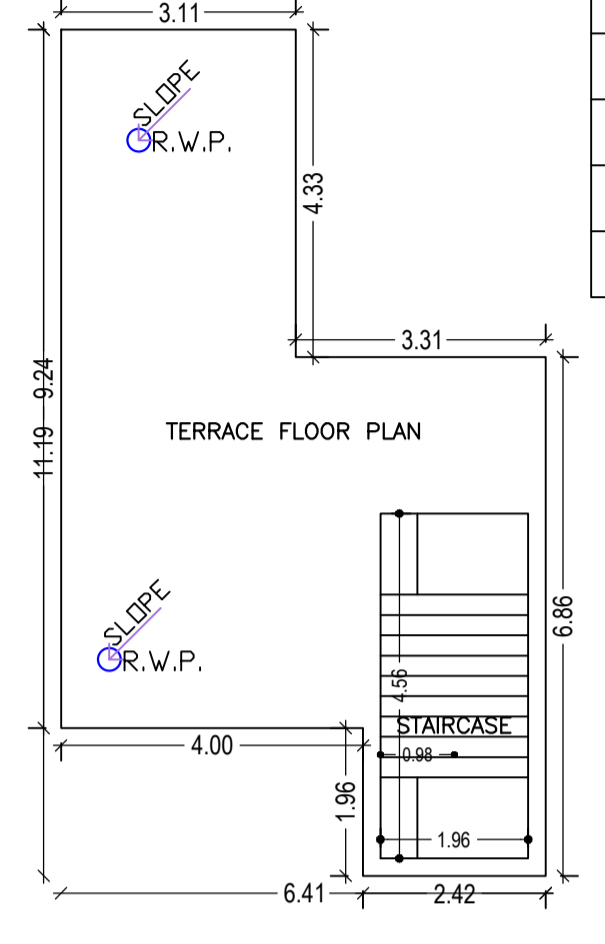 3.11
SLOPE
R.W.P.
4.33
3.31
9.24
11.19
TERRACE FLOOR PLAN
6.86
SLOPE
R.W.P.
4.56
STAIRCASE
0.98
4.00
1.96
1.96
6.41
2.42